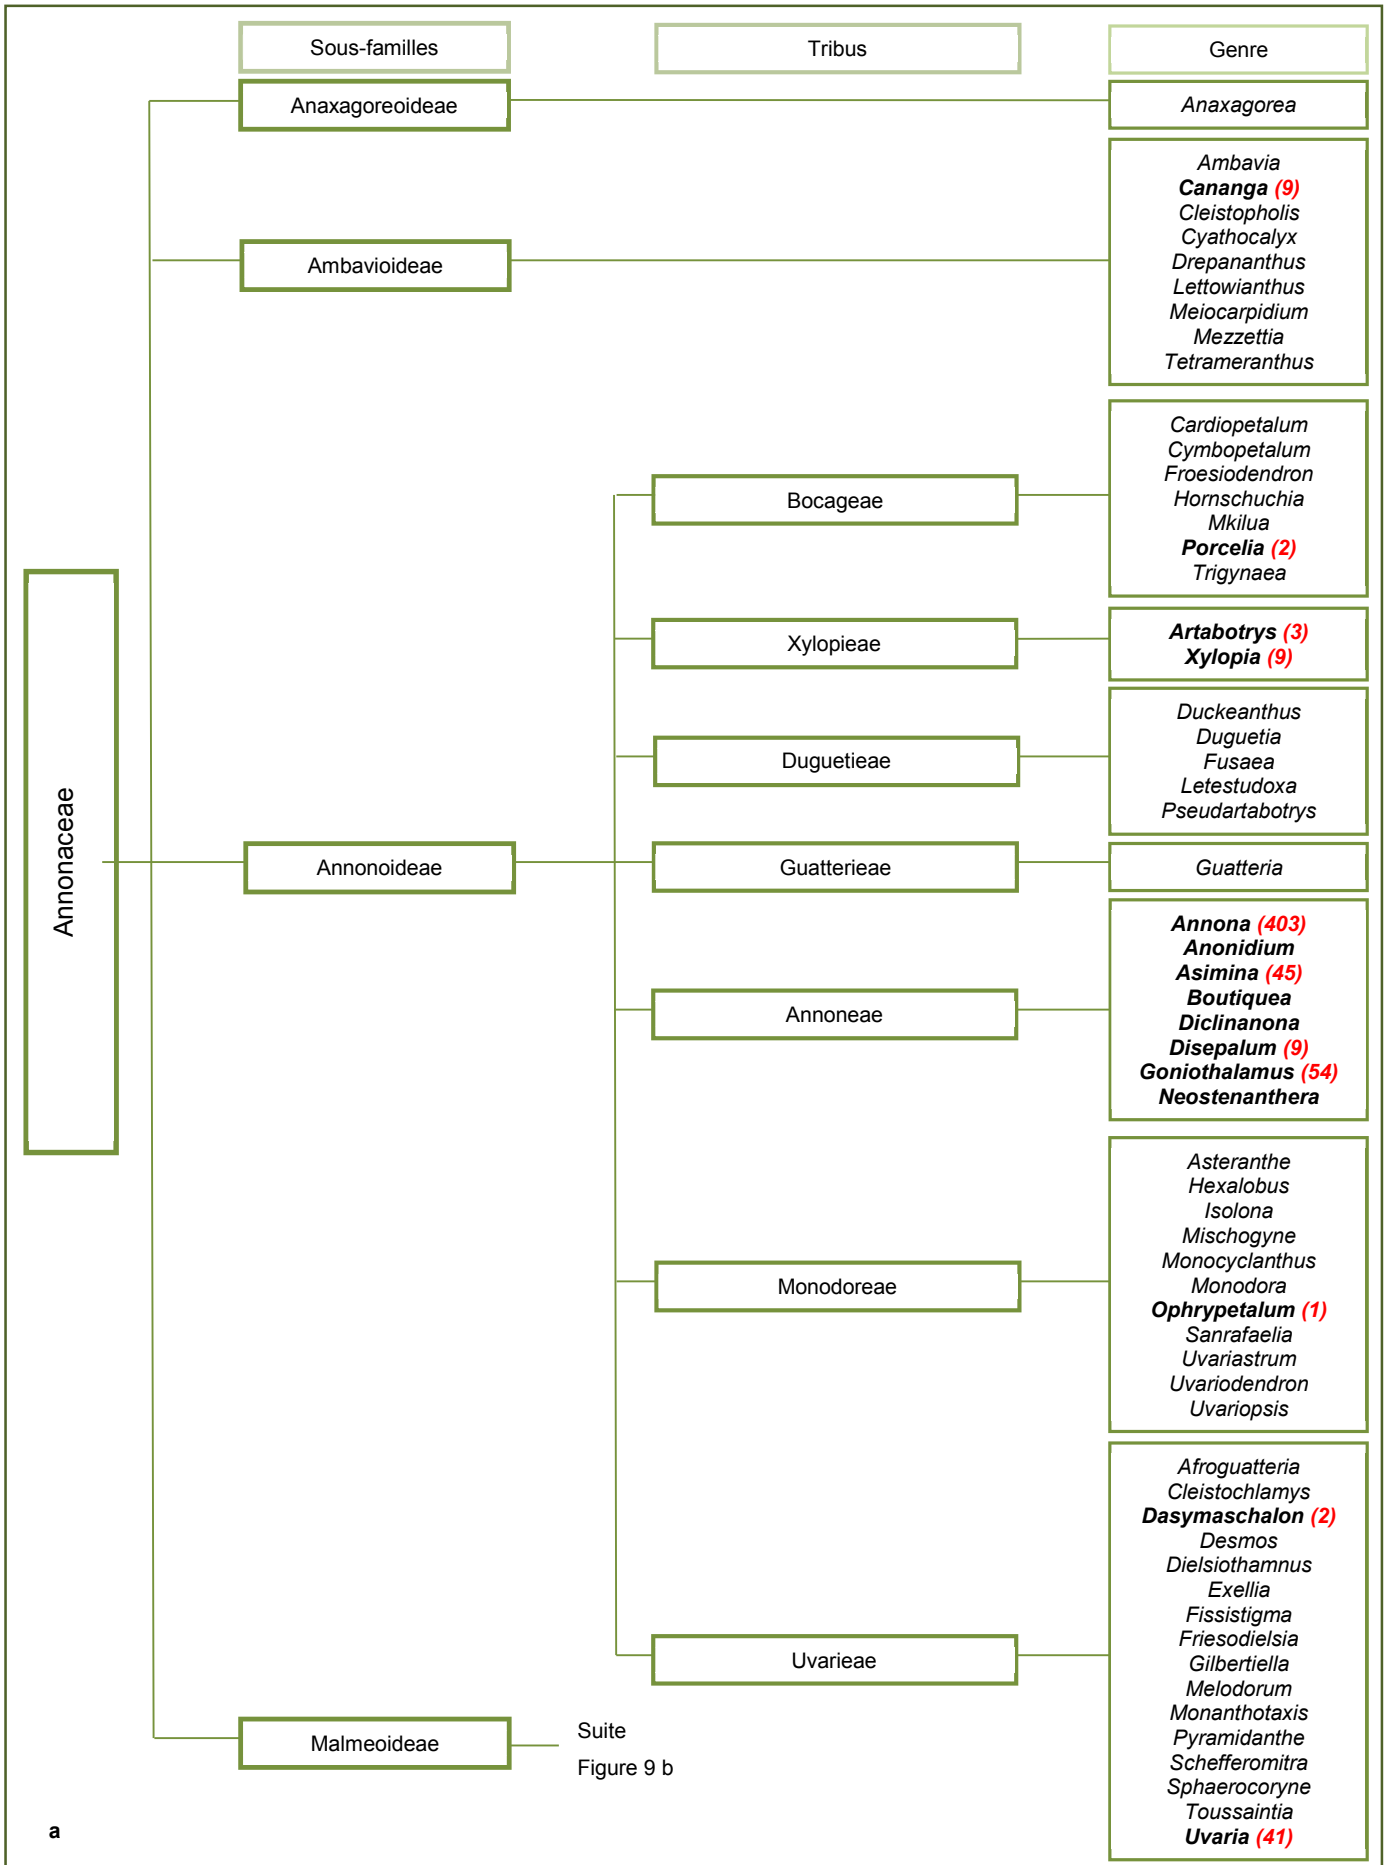 Sous-familles
Tribus
Genre
Annonaceae
Anaxagoreoideae
Anaxagorea
Ambavioideae
Ambavia
Cananga (9)
Cleistopholis
Cyathocalyx
Drepananthus
Lettowianthus
Meiocarpidium
Mezzettia
Tetrameranthus
Annonoideae
Bocageae
Cardiopetalum
Cymbopetalum
Froesiodendron
Hornschuchia
Mkilua
Porcelia (2)
Trigynaea
Xylopieae
Artabotrys (3)
Xylopia (9)
Duguetieae
Duckeanthus
Duguetia
Fusaea
Letestudoxa
Pseudartabotrys
Guatterieae
Guatteria
Annoneae
Annona (403)
Anonidium
Asimina (45)
Boutiquea
Diclinanona
Disepalum (9)
Goniothalamus (54)
Neostenanthera
Monodoreae
Asteranthe
Hexalobus
Isolona
Mischogyne
Monocyclanthus
Monodora
Ophrypetalum (1)
Sanrafaelia
Uvariastrum
Uvariodendron
Uvariopsis
Uvarieae
Afroguatteria
Cleistochlamys
Dasymaschalon (2)
Desmos
Dielsiothamnus
Exellia
Fissistigma
Friesodielsia
Gilbertiella
Melodorum
Monanthotaxis
Pyramidanthe
Schefferomitra
Sphaerocoryne
Toussaintia
Uvaria (41)
Malmeoideae
Suite
Figure 9 b
a